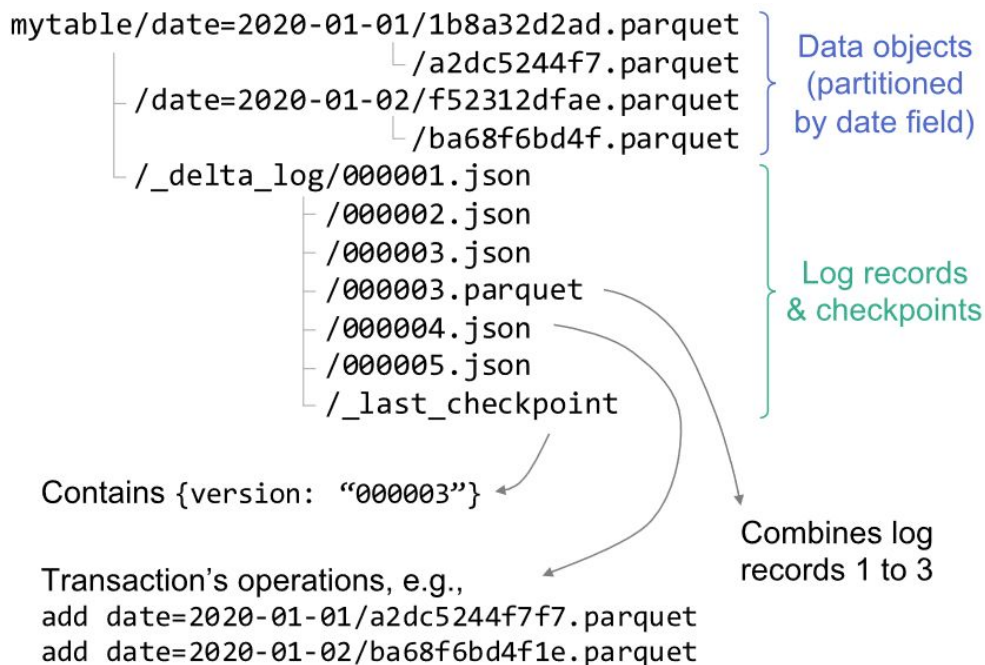 mytable/date=2020-01-01/1b8a32d2ad.parquet
/a2dc5244f7.parquet
/date=2020-01-02/f52312dfae.parquet
/ba68f6bd4f.parquet
Data objects
(partitioned
by date field)
/_delta_log/000001.json
/000002.json
/000003.json
/000003.parquet
/000004.json
/000005.json
/_last_checkpoint
Log records
& checkpoints
Contains {version: “000003”}
Combines log
records 1 to 3
Transaction’s operations, e.g.,
add date=2020-01-01/a2dc5244f7f7.parquet
add date=2020-01-02/ba68f6bd4f1e.parquet